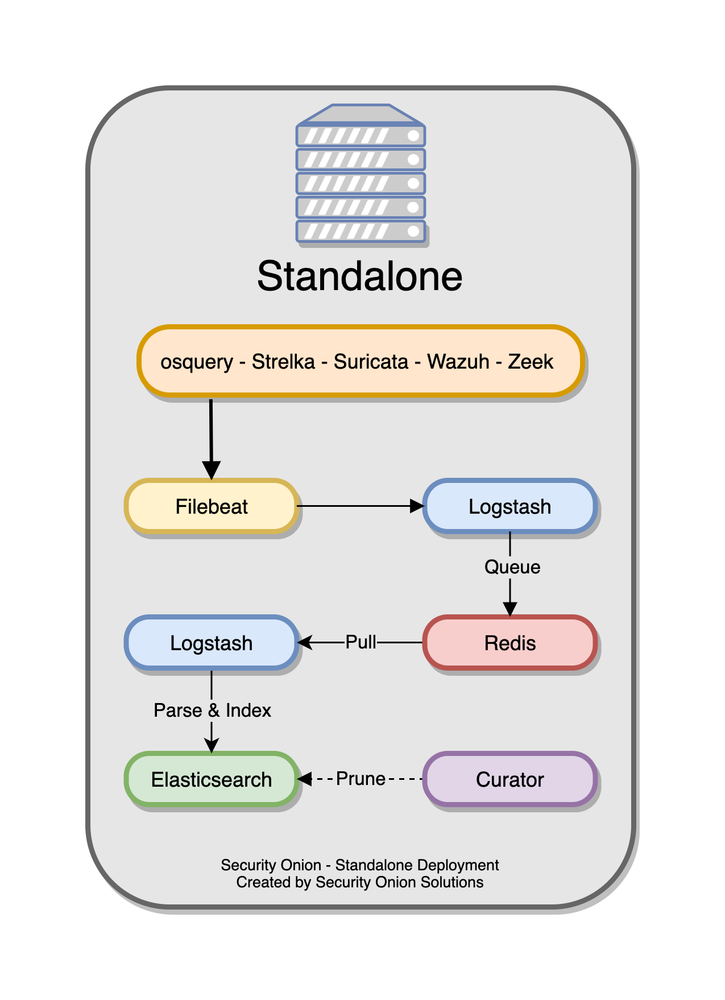 Standalone
osquery - Strelka - Suricata - Wazuh - Zeek
Filebeat
Logstash
Queue
Logstash
Pull
Redis
Parse & Index
Elasticsearch
Prune
Curator
Security Onion - Standalone Deployment
Created by Security Onion Solutions